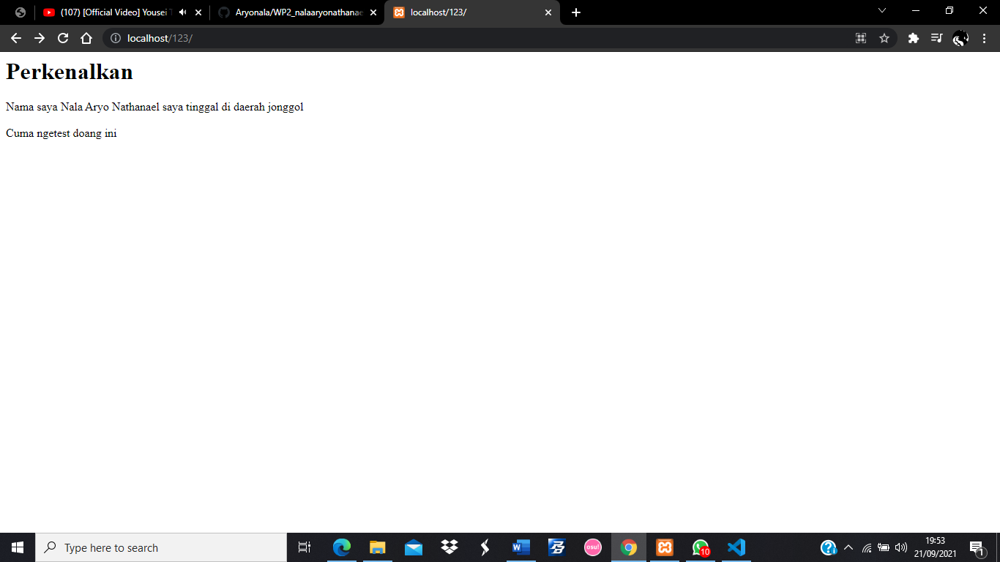 (107) [Official Video] Yousei
Aryonala/WP2_nalaaryonathanae
localhost/123/
localhost/123/
Perkenalkan
Nama saya Nala Aryo Nathanael saya tinggal di daerah jonggol
Cuma ngetest doang ini
Type here to search
osu!
10
19:53
21/09/2021
1